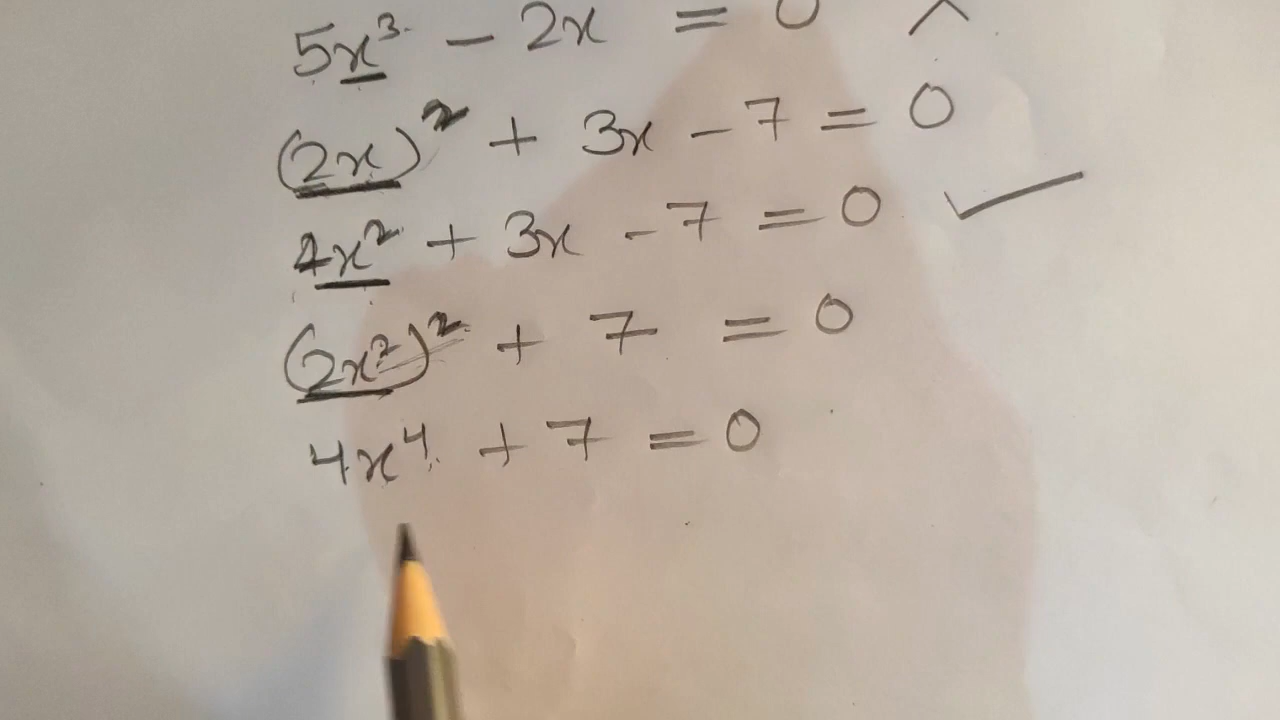 5x³ - 2x = 0
(2x)² + 3x - 7 = 0
4x² + 3x - 7 = 0 ✓
(2x²)² + 7 = 0
4x⁴ + 7 = 0